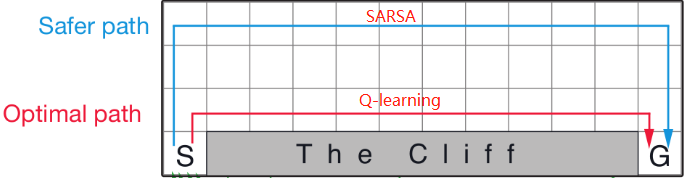 Safer path
SARSA
Optimal path
Q-learning
S
The Cliff
G